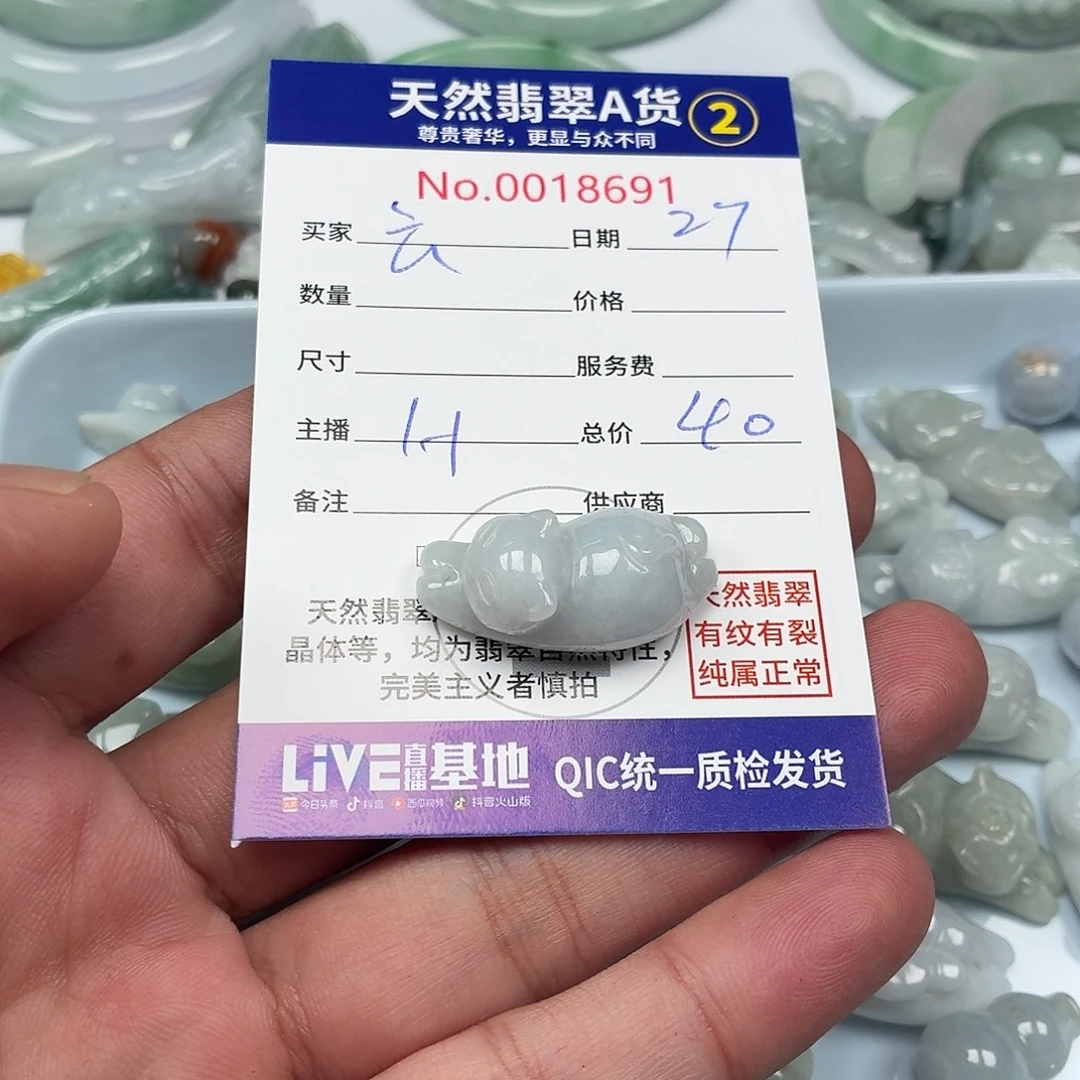 天然翡翠A货 2
尊贵奢华，更显与众不同
No.0018691
买家 日期 27
数量 价格
尺寸 服务费
主播 总价 40
备注 供应商
天然翡翠
晶体等，均为翡翠自然特性，
完美主义者慎拍
天然翡翠
有纹有裂
纯属正常
LiVE直播基地 QIC统一质检发货
今日头条 抖音 西瓜视频 抖音火山版